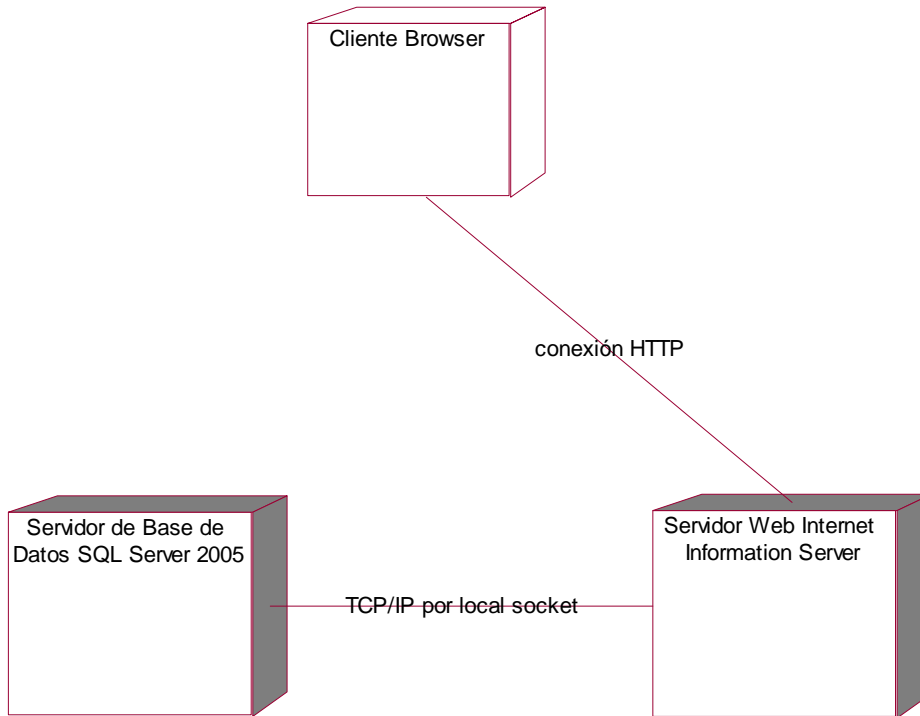 Cliente Browser
conexión HTTP
Servidor de Base de
Datos SQL Server 2005
Servidor Web Internet
Information Server
TCP/IP por local socket